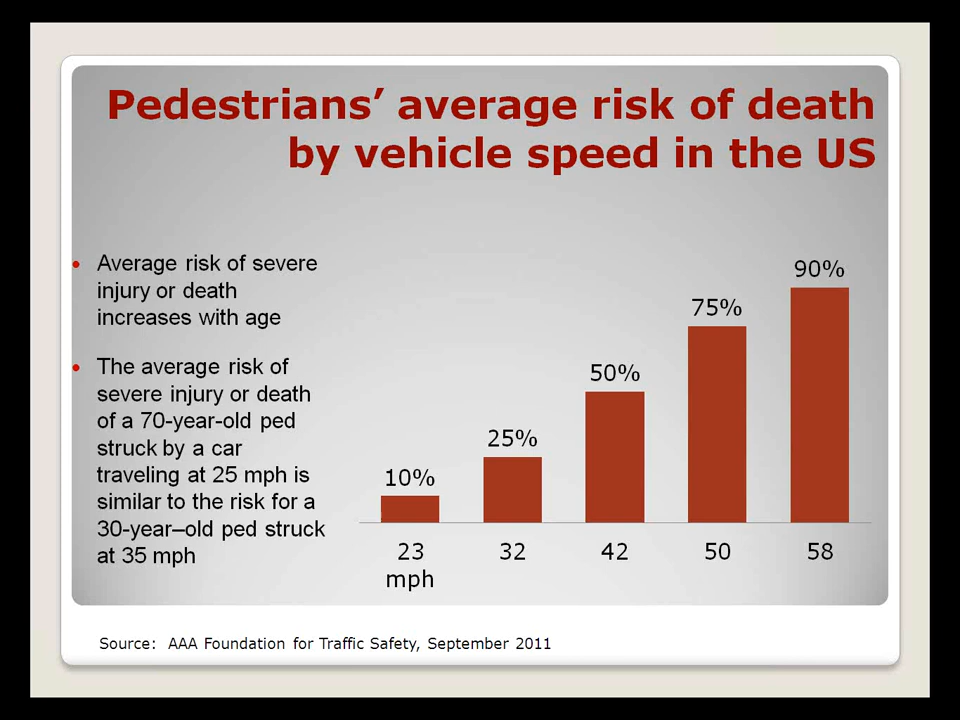 Pedestrians’ average risk of death
by vehicle speed in the US
• Average risk of severe
injury or death
increases with age
• The average risk of
severe injury or death
of a 70-year-old ped
struck by a car
traveling at 25 mph is
similar to the risk for a
30-year–old ped struck
at 35 mph
10%
25%
50%
75%
90%
23 32 42 50 58
mph
Source: AAA Foundation for Traffic Safety, September 2011